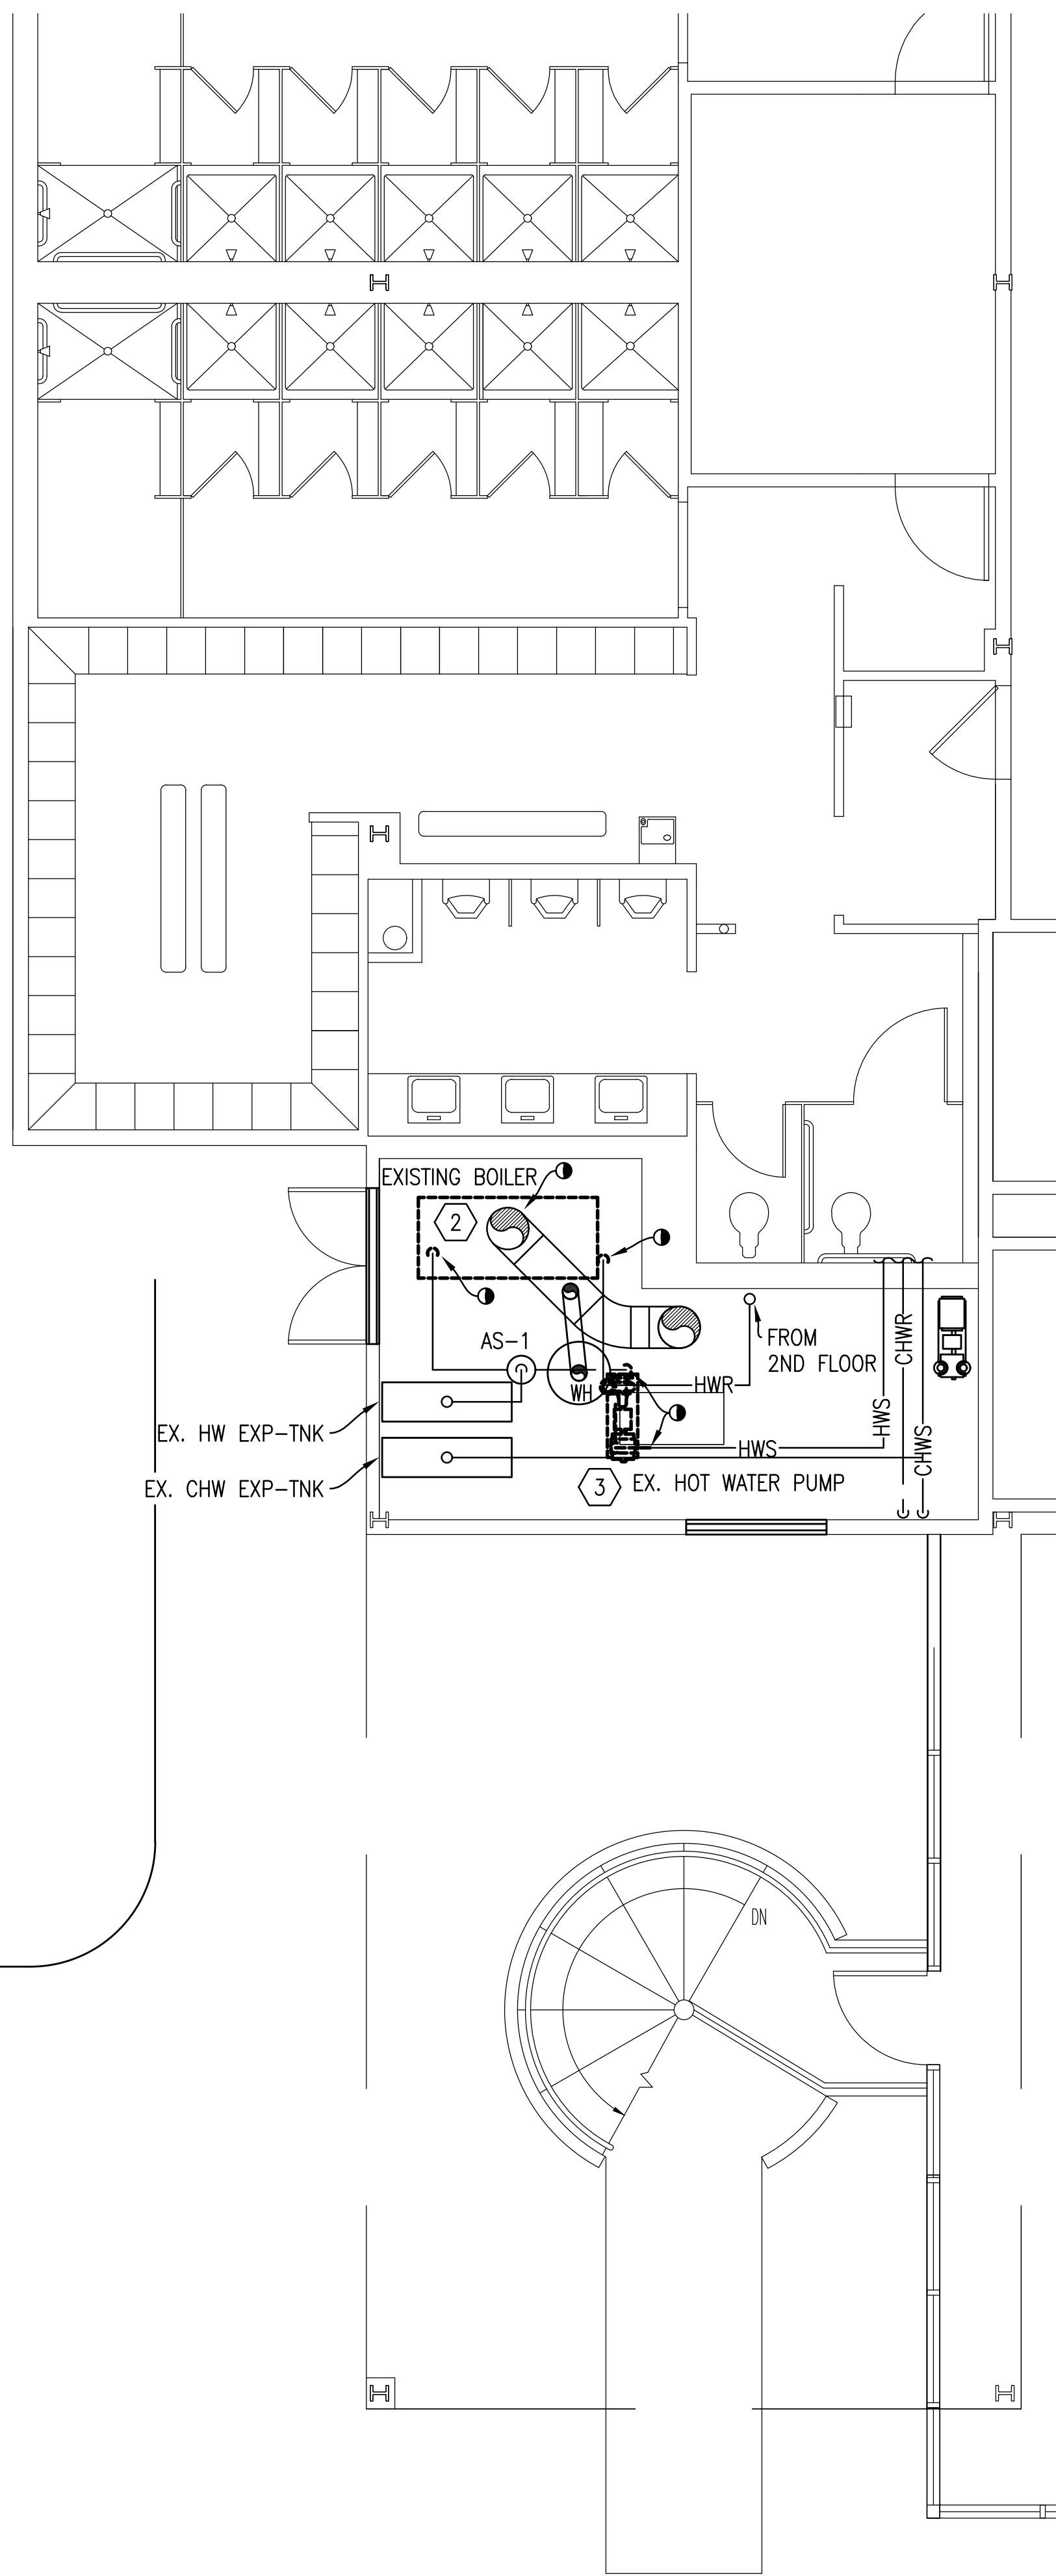 EXISTING BOILER
2
AS-1
WH
FROM
2ND FLOOR
HWR
HWS
HWS
CHWR
CHWS
EX. HW EXP-TNK
EX. CHW EXP-TNK
3
EX. HOT WATER PUMP
DN